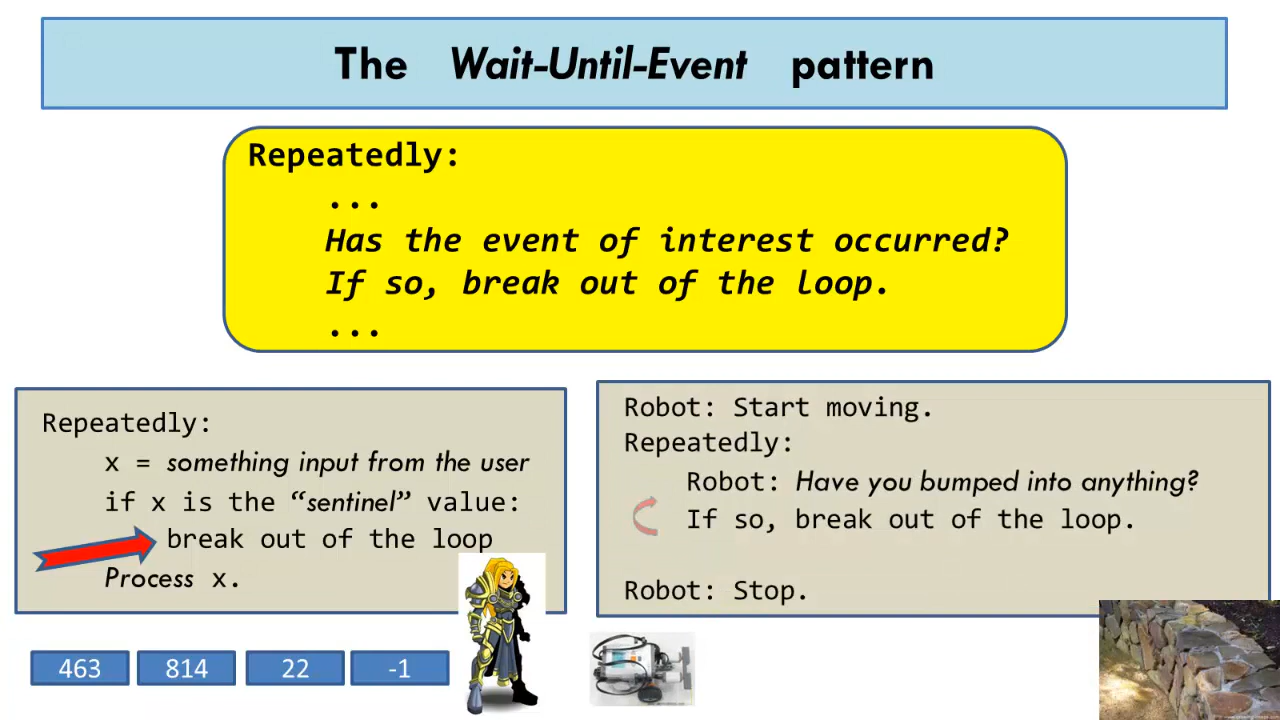 The Wait-Until-Event pattern
Repeatedly:
...
Has the event of interest occurred?
If so, break out of the loop.
...
Repeatedly:
x = something input from the user
if x is the “sentinel” value:
break out of the loop
Process x.
Robot: Start moving.
Repeatedly:
Robot: Have you bumped into anything?
If so, break out of the loop.
Robot: Stop.
463
814
22
-1